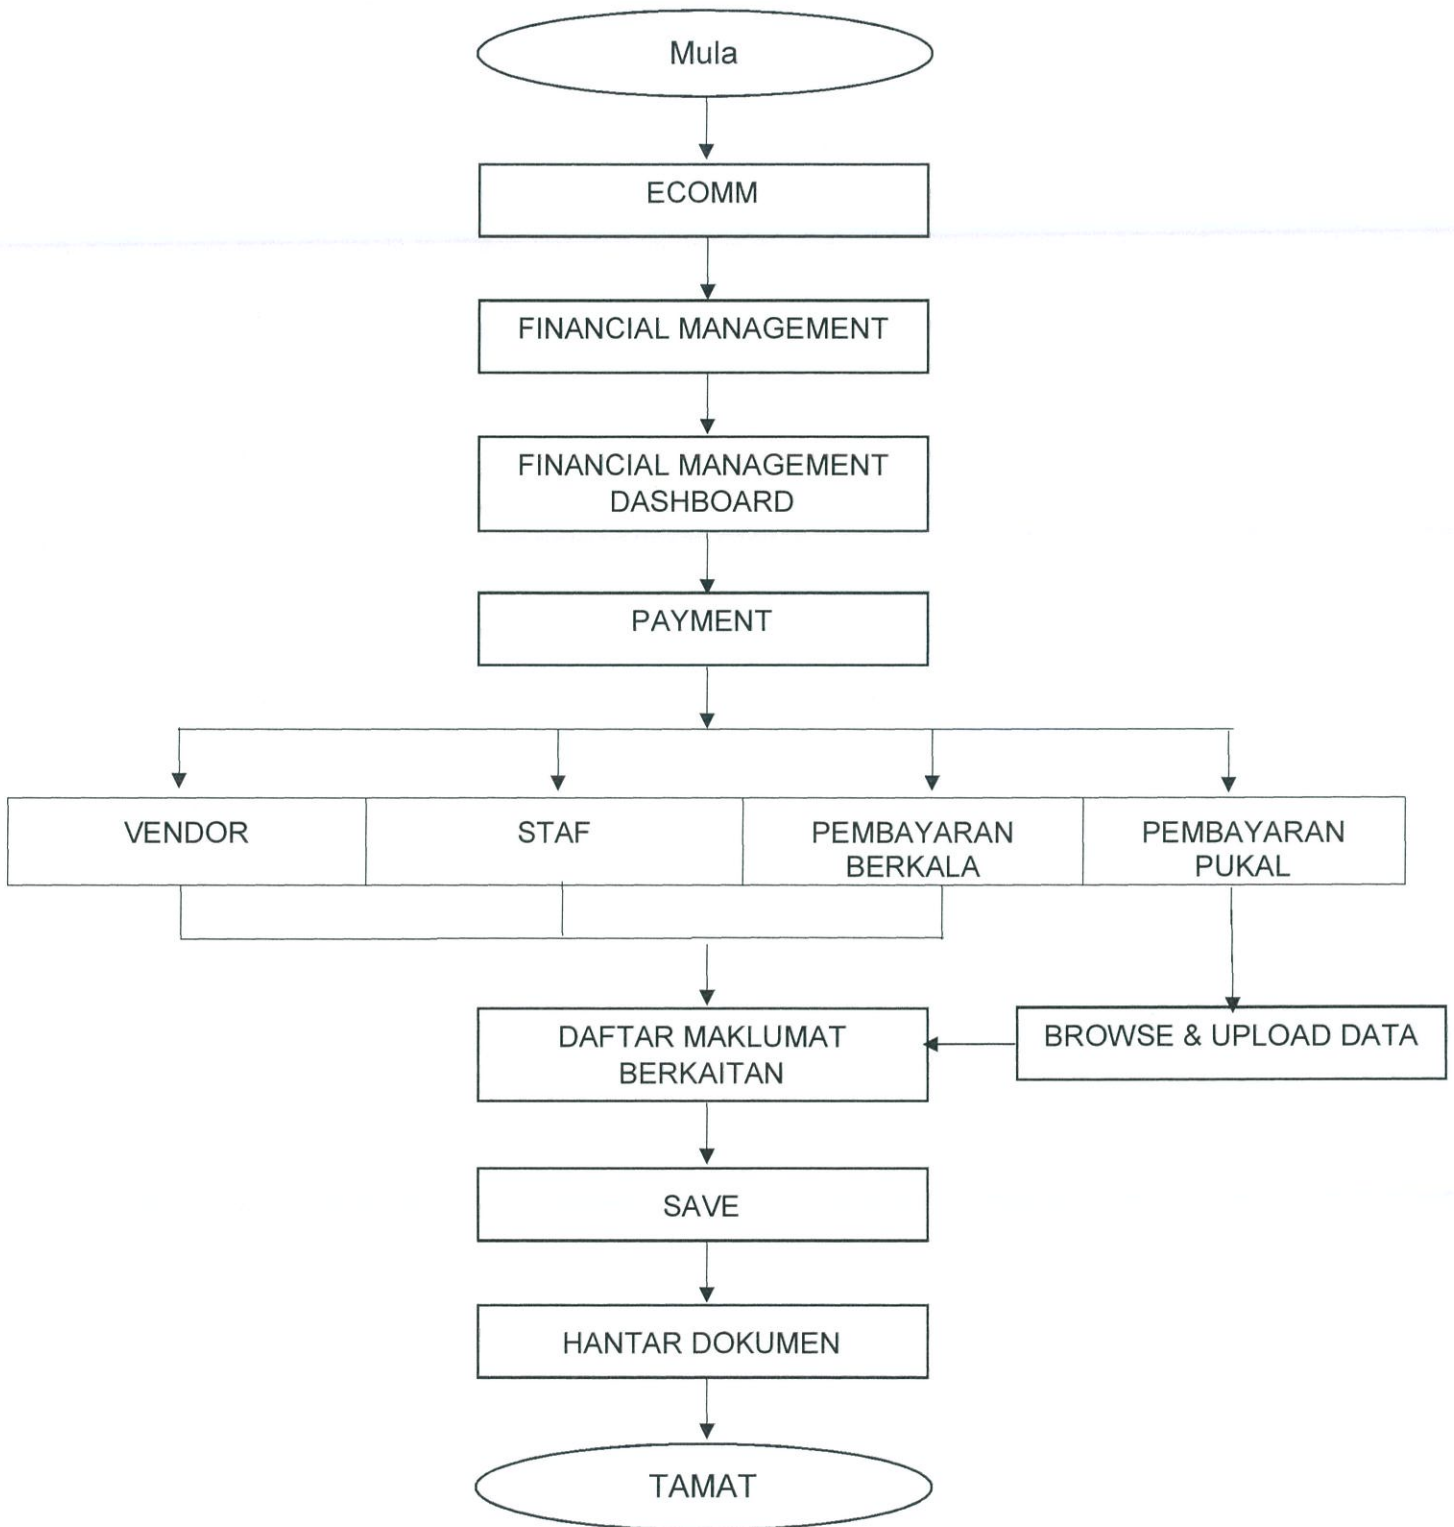 Mula
ECOMM
FINANCIAL MANAGEMENT
FINANCIAL MANAGEMENT
DASHBOARD
PAYMENT
VENDOR
STAF
PEMBAYARAN
BERKALA
PEMBAYARAN
PUKAL
DAFTAR MAKLUMAT
BERKAITAN
BROWSE & UPLOAD DATA
SAVE
HANTAR DOKUMEN
TAMAT